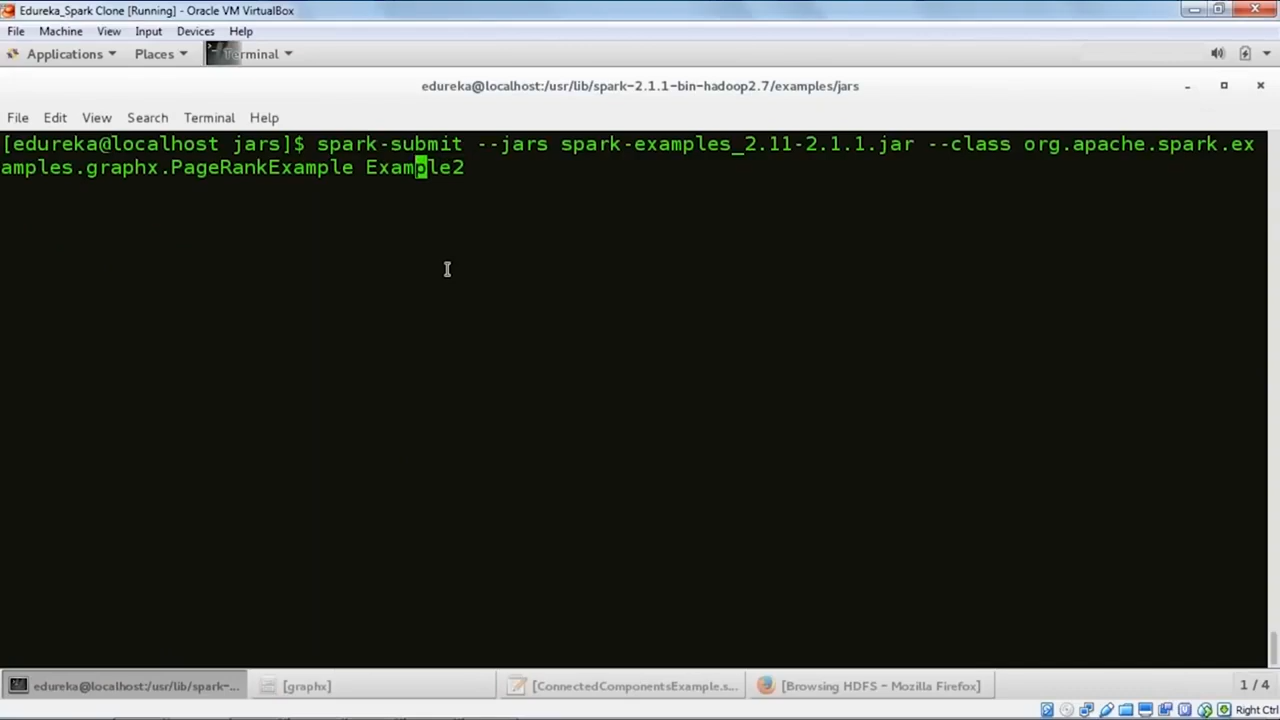 Edureka_Spark Clone [Running] - Oracle VM VirtualBox
File Machine View Input Devices Help
Applications Places Terminal
edureka@localhost:/usr/lib/spark-2.1.1-bin-hadoop2.7/examples/jars
File Edit View Search Terminal Help
[edureka@localhost jars]$ spark-submit --jars spark-examples_2.11-2.1.1.jar --class org.apache.spark.ex
amples.graphx.PageRankExample Example2
edureka@localhost:/usr/lib/spark-... [graphx] [ConnectedComponentsExample.s... [Browsing HDFS - Mozilla Firefox] 1 / 4
Right Ctrl